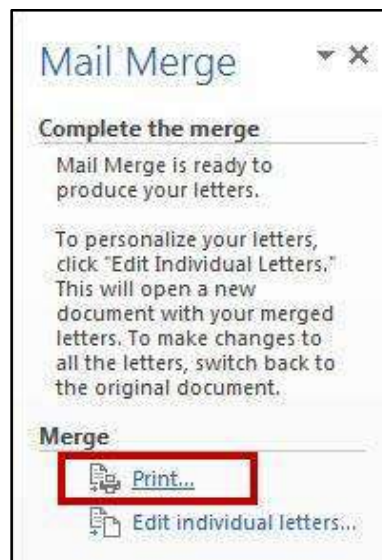 Mail Merge
Complete the merge
Mail Merge is ready to
produce your letters.
To personalize your letters,
click "Edit Individual Letters."
This will open a new
document with your merged
letters. To make changes to
all the letters, switch back to
the original document.
Merge
Print...
Edit individual letters...